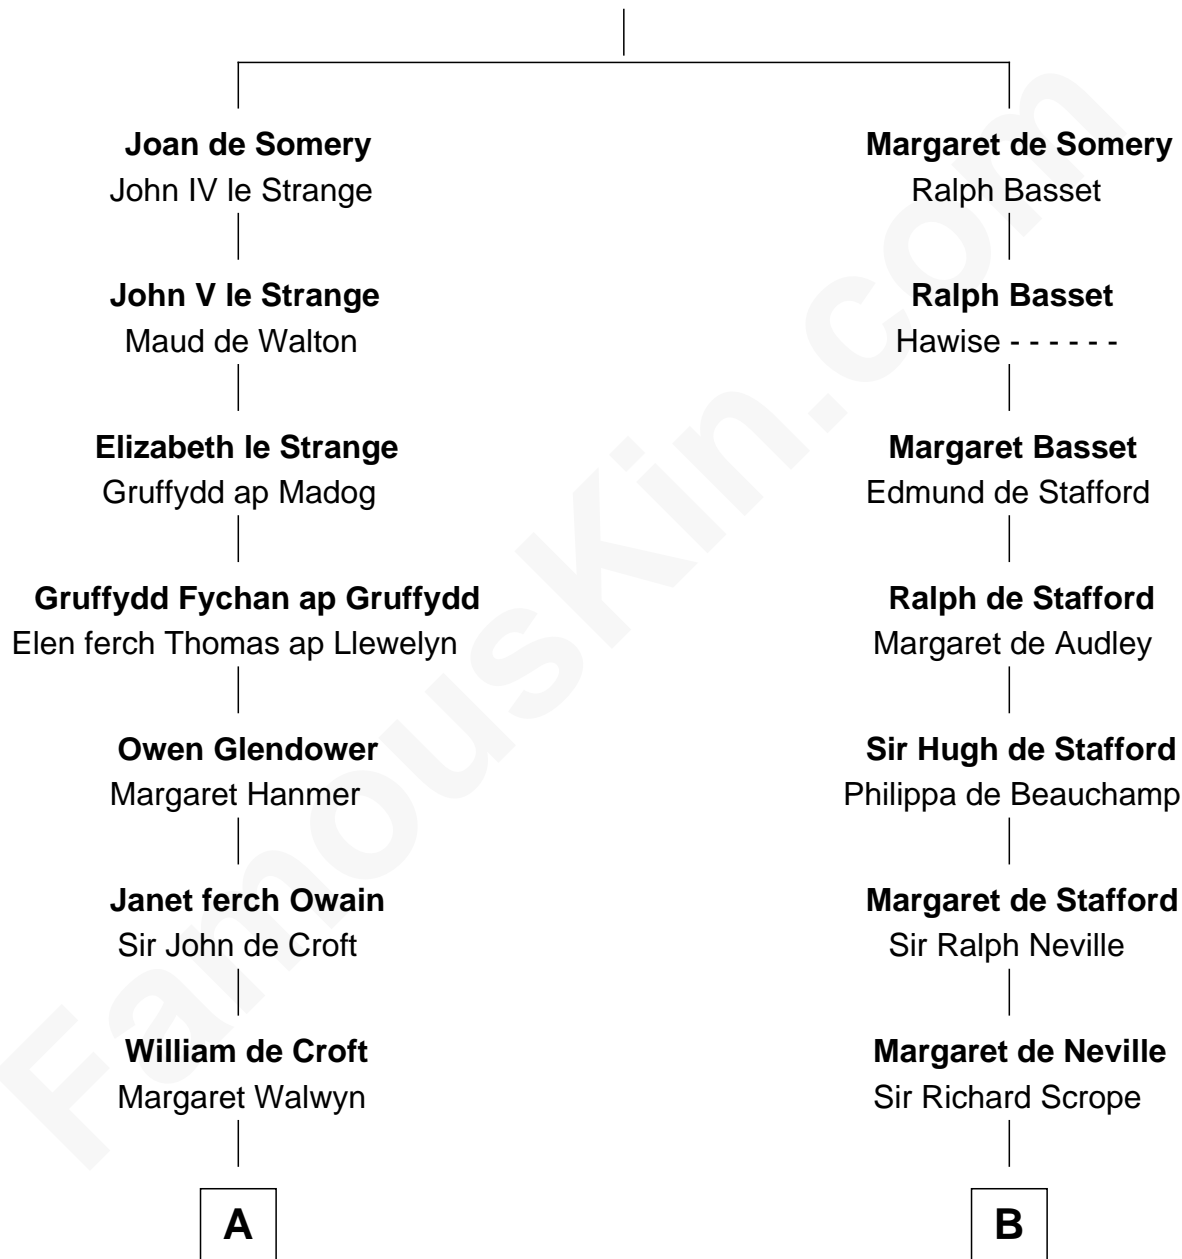 Joan de Somery
John IV le Strange
John V le Strange
Maud de Walton
Elizabeth le Strange
Gruffydd ap Madog
Gruffydd Fychan ap Gruffydd
Elen ferch Thomas ap Llewelyn
Owen Glendower
Margaret Hanmer
Janet ferch Owain
Sir John de Croft
William de Croft
Margaret Walwyn
A
Margaret de Somery
Ralph Basset
Ralph Basset
Hawise - - - - - -
Margaret Basset
Edmund de Stafford
Ralph de Stafford
Margaret de Audley
Sir Hugh de Stafford
Philippa de Beauchamp
Margaret de Stafford
Sir Ralph Neville
Margaret de Neville
Sir Richard Scrope
B
FamousKin.com